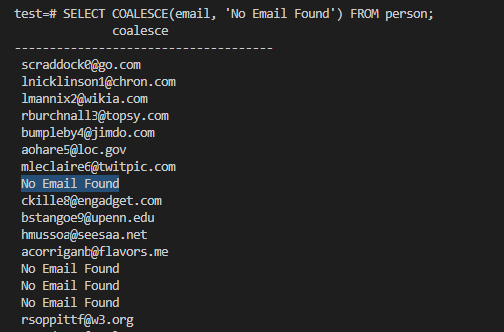 test=# SELECT COALESCE(email, 'No Email Found') FROM person;
coalesce
-------------------------------------
scraddock0@go.com
lnicklinson1@chron.com
lmannix2@wikia.com
rburchnall3@topsy.com
bumpleby4@jimdo.com
aohare5@loc.gov
mleclaire6@twitpic.com
No Email Found
ckille8@engadget.com
bstangoe9@upenn.edu
hmussoa@seesaa.net
acorriganb@flavors.me
No Email Found
No Email Found
No Email Found
rsoppittf@w3.org